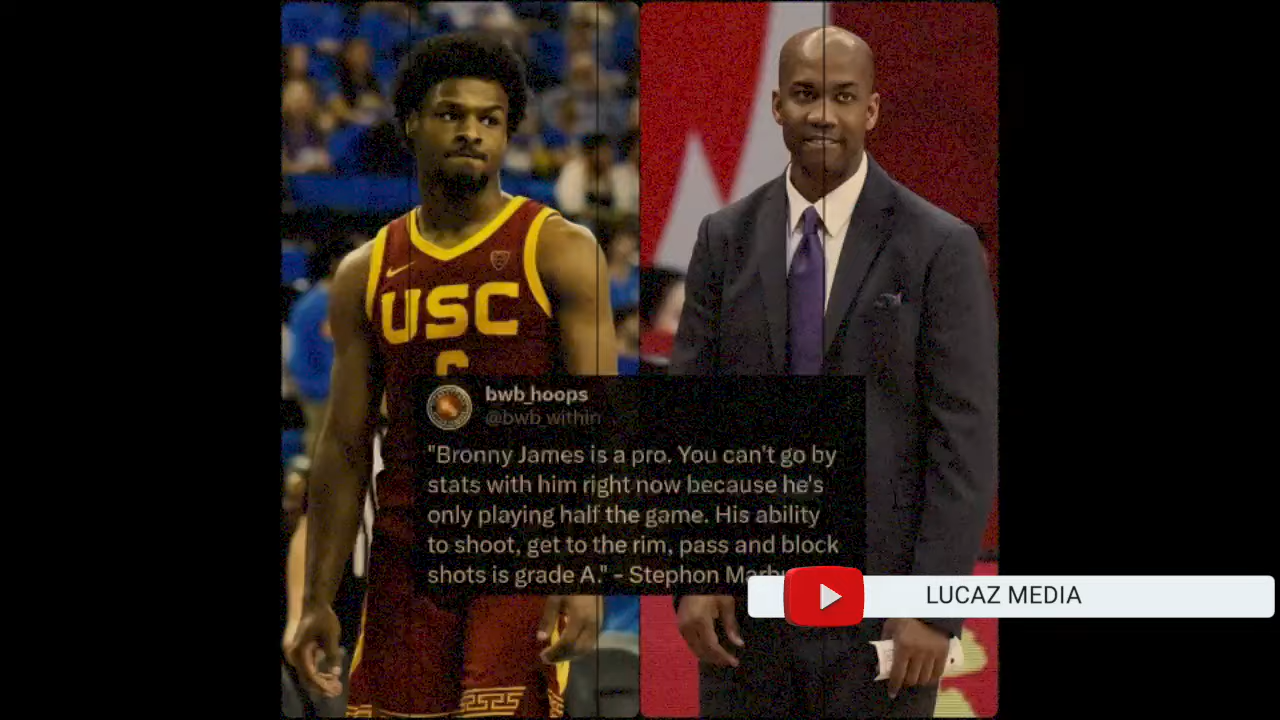 USC
bwb_hoops
@bwb_within
"Bronny James is a pro. You can't go by
stats with him right now because he's
only playing half the game. His ability
to shoot, get to the rim, pass and block
shots is grade A." - Stephon
LUCAZ MEDIA